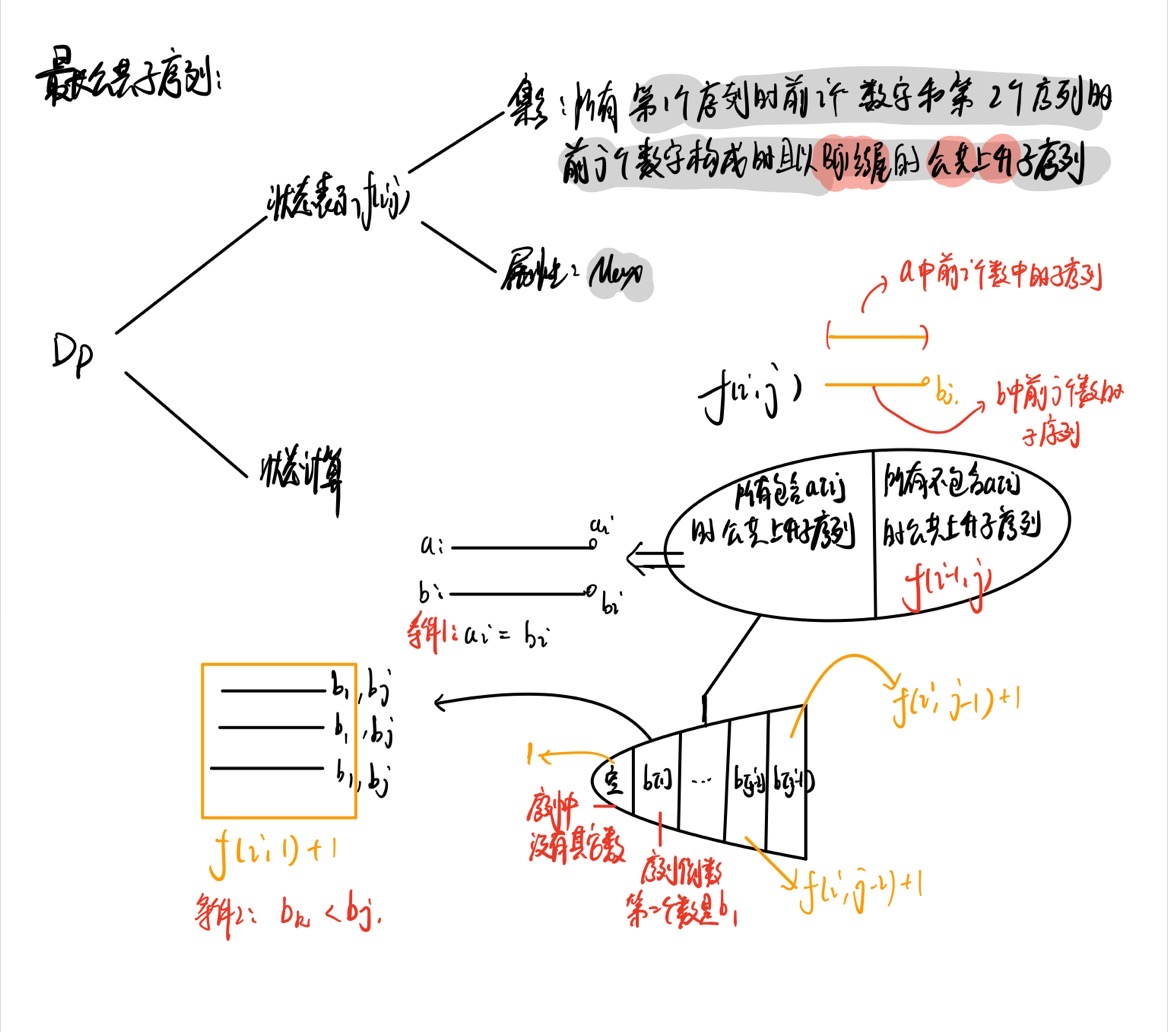 最长公共子序列:
集合:所有第1个序列的前i个数字和第2个序列的
前j个数字构成的且以b[j]结尾的公共上升子序列
状态表示f(i,j)
属性: Max
a中前i个数中的子序列
Dp
f(i,j)
bj.
b中前j个数的
子序列
状态计算
所有包含a[i]
的公共上升子序列
所有不包含a[i]
的公共上升子序列
f(i-1,j)
a:
ai
b:
bi
条件1: ai = bi
b1,bj
b1,bj
b1,bj
f(i,1)+1
条件2: bk < bj.
f(i,j-1)+1
1
空
b[1]
...
b[j-2]
b[j-1]
序列中
没有其它数
序列倒数
第二个数是b1
f(i,j-2)+1